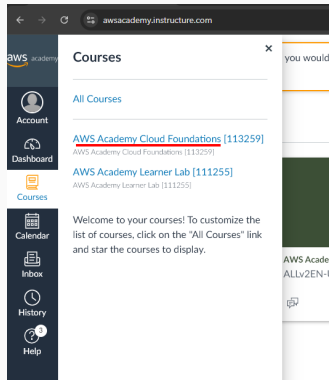 awsacademy.instructure.com
aws academy
Account
Dashboard
Courses
Calendar
Inbox
History
3
Help
Courses
×
All Courses
AWS Academy Cloud Foundations [113259]
AWS Academy Cloud Foundations [113259]
AWS Academy Learner Lab [111255]
AWS Academy Learner Lab [111255]
Welcome to your courses! To customize the
list of courses, click on the "All Courses" link
and star the courses to display.
you would
AWS Acade
ALLv2EN-U